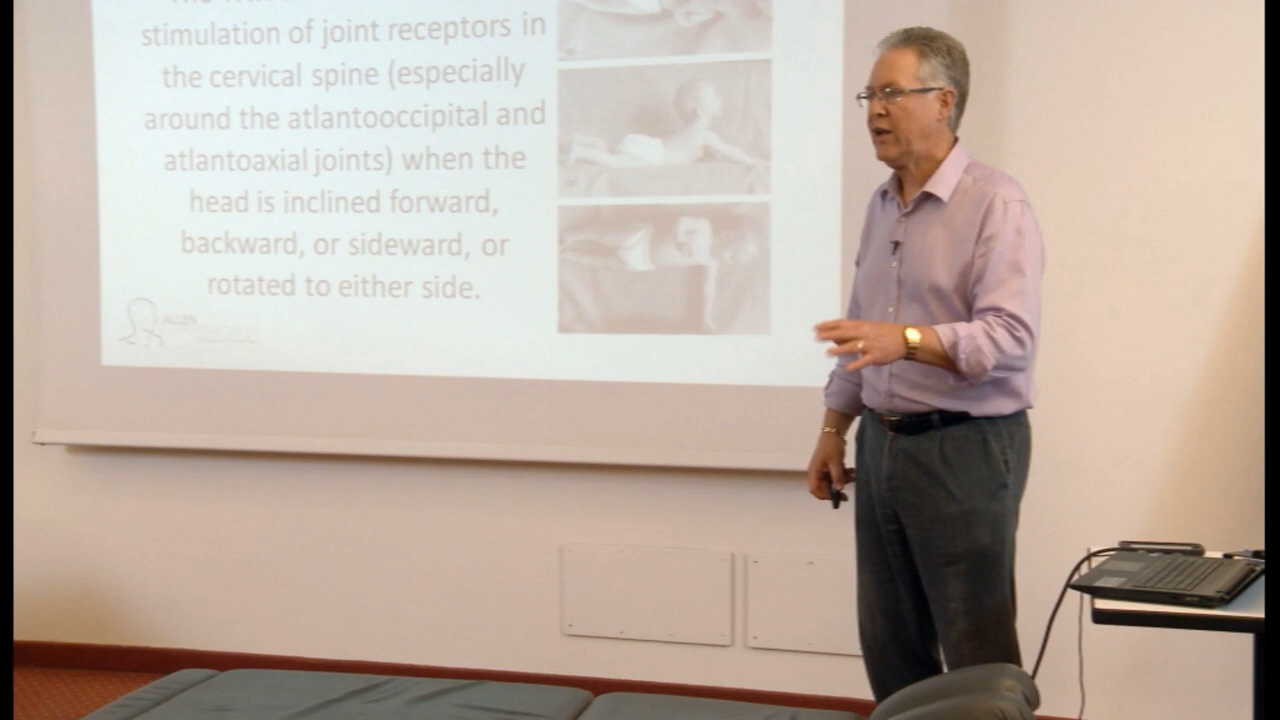 stimulation of joint receptors in
the cervical spine (especially
around the atlantooccipital and
atlantoaxial joints) when the
head is inclined forward,
backward, or sideward, or
rotated to either side.
ALLEN